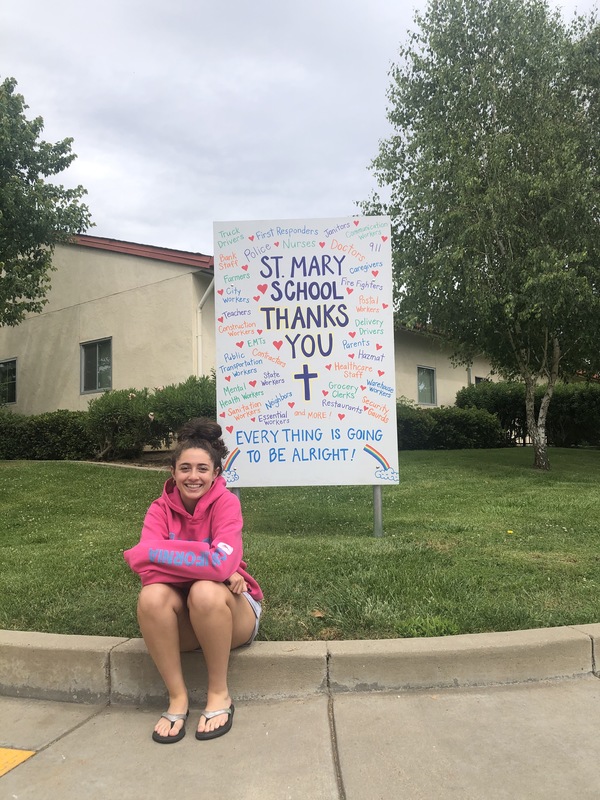 Truck Drivers
First Responders
Janitors
Communication Workers
911
Police
Nurses
Doctors
Bank Staff
Caregivers
Farmers
ST. MARY
SCHOOL
THANKS
YOU
City Workers
Fire Fighters
Teachers
Postal Workers
Construction Workers
Delivery Drivers
EMTs
Parents
Hazmat
Public Transportation Workers
Contractors
Healthcare Staff
State Workers
Mental Health Workers
Grocery Clerks
Warehouse Workers
Sanitation Workers
Neighbors
Restaurants
Security Guards
Essential Workers
and MORE!
EVERYTHING IS GOING
TO BE ALRIGHT!